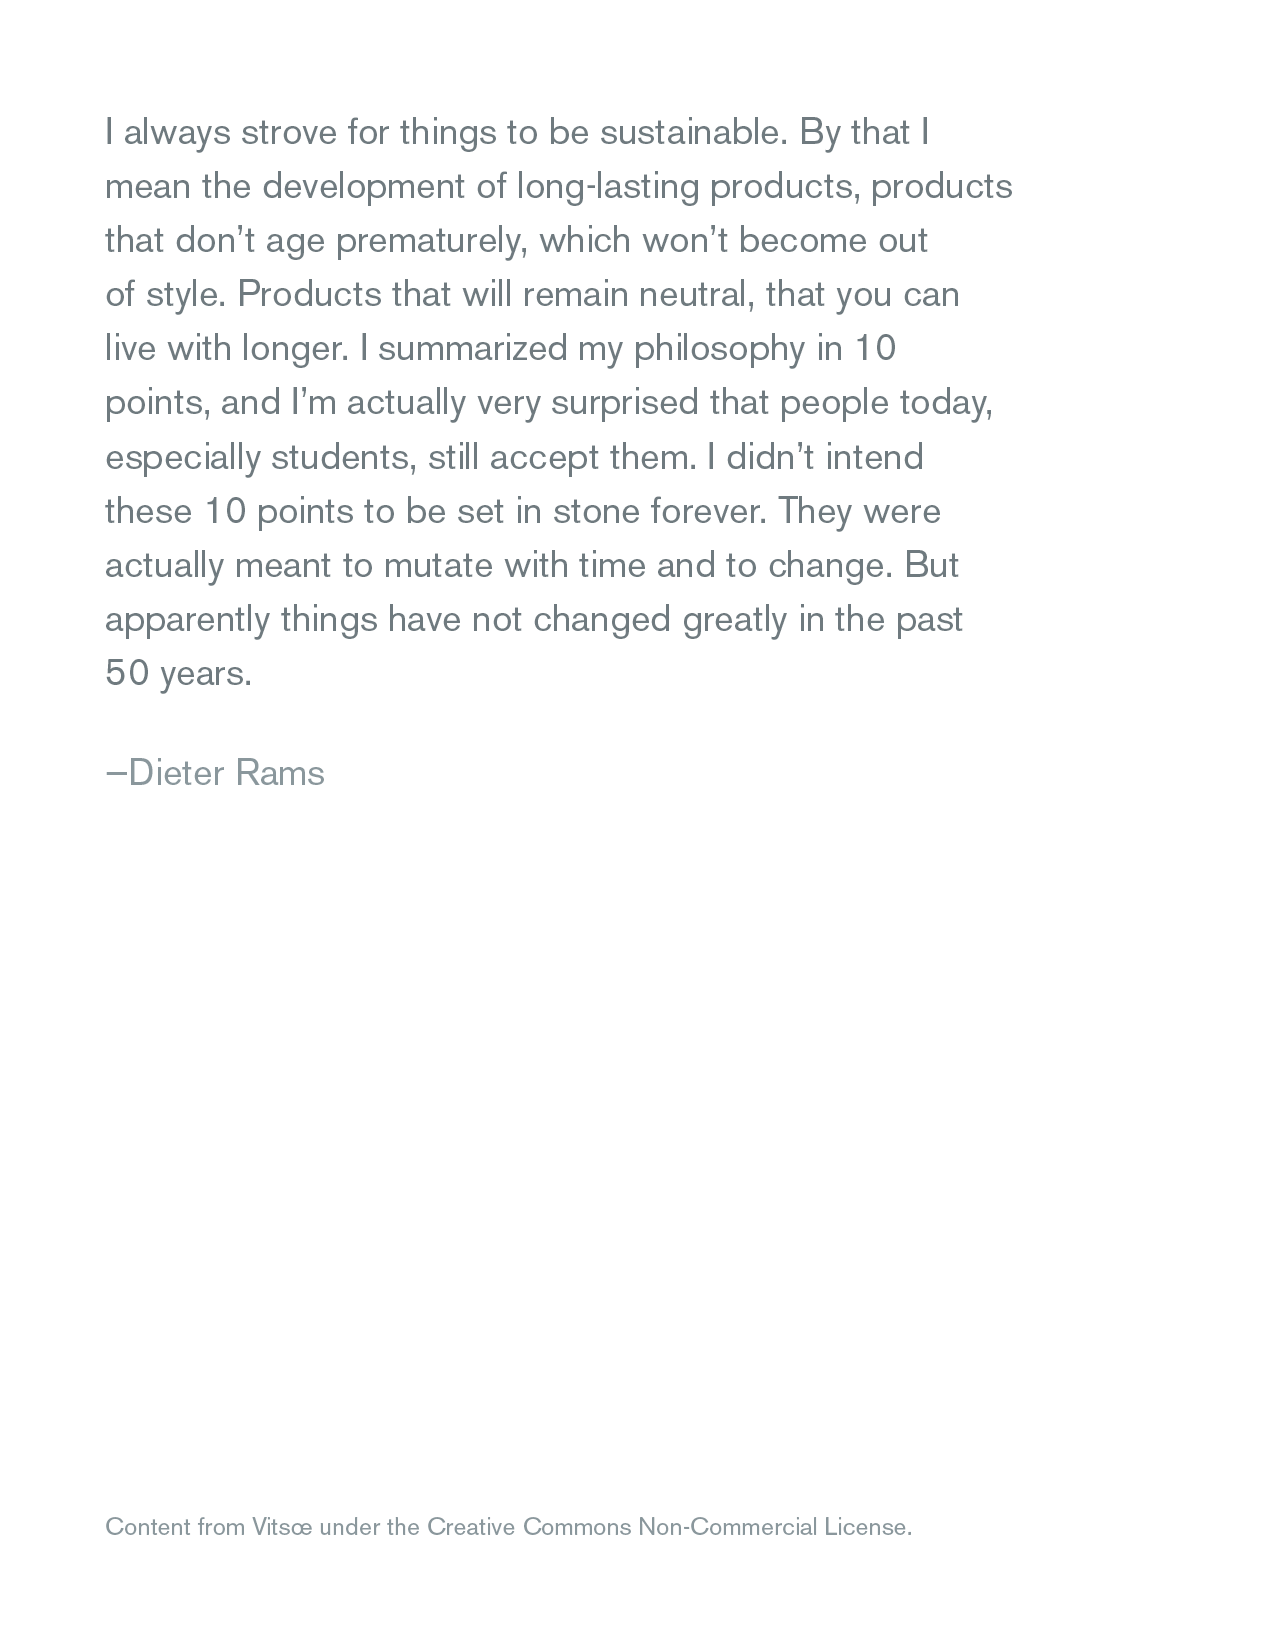 I always strove for things to be sustainable. By that I
mean the development of long-lasting products, products
that don’t age prematurely, which won’t become out
of style. Products that will remain neutral, that you can
live with longer. I summarized my philosophy in 10
points, and I’m actually very surprised that people today,
especially students, still accept them. I didn’t intend
these 10 points to be set in stone forever. They were
actually meant to mutate with time and to change. But
apparently things have not changed greatly in the past
50 years.
—Dieter Rams
Content from Vitsœ under the Creative Commons Non-Commercial License.